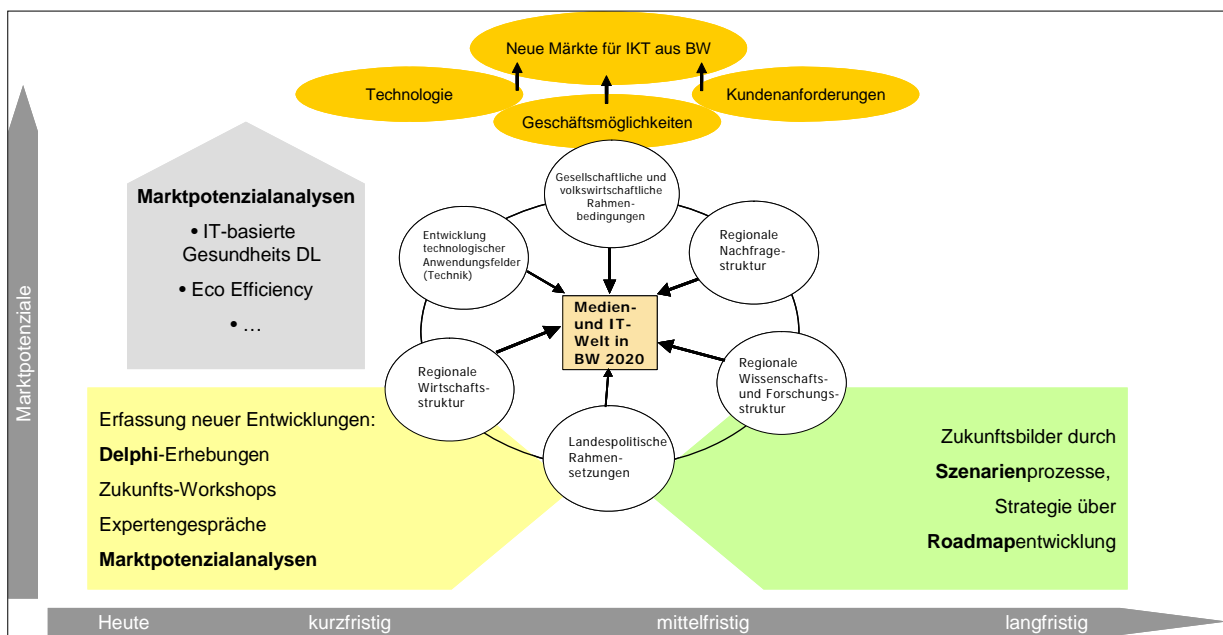 Neue Märkte für IKT aus BW
Technologie
Kundenanforderungen
Geschäftsmöglichkeiten
Marktpotenziale
Marktpotenzialanalysen
• IT-basierte
Gesundheits DL
• Eco Efficiency
• ...
Gesellschaftliche und
volkswirtschaftliche
Rahmen-
bedingungen
Entwicklung
technologischer
Anwendungsfelder
(Technik)
Regionale
Nachfrage-
struktur
Medien-
und IT-
Welt in
BW 2020
Regionale
Wirtschafts-
struktur
Regionale
Wissenschafts-
und Forschungs-
struktur
Landespolitische
Rahmen-
setzungen
Erfassung neuer Entwicklungen:
Delphi-Erhebungen
Zukunfts-Workshops
Expertengespräche
Marktpotenzialanalysen
Zukunftsbilder durch
Szenarienprozesse,
Strategie über
Roadmapentwicklung
Heute kurzfristig mittelfristig langfristig